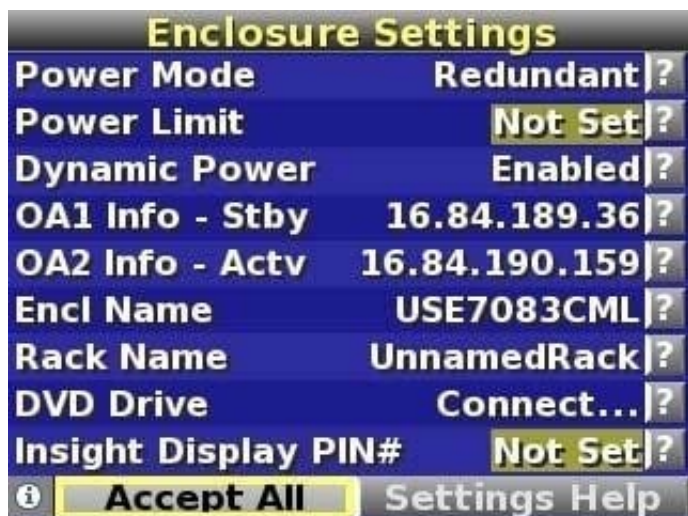 Enclosure Settings
Power Mode Redundant ?
Power Limit Not Set ?
Dynamic Power Enabled ?
OA1 Info - Stby 16.84.189.36 ?
OA2 Info - Actv 16.84.190.159 ?
Encl Name USE7083CML ?
Rack Name UnnamedRack ?
DVD Drive Connect... ?
Insight Display PIN# Not Set ?
i Accept All Settings Help